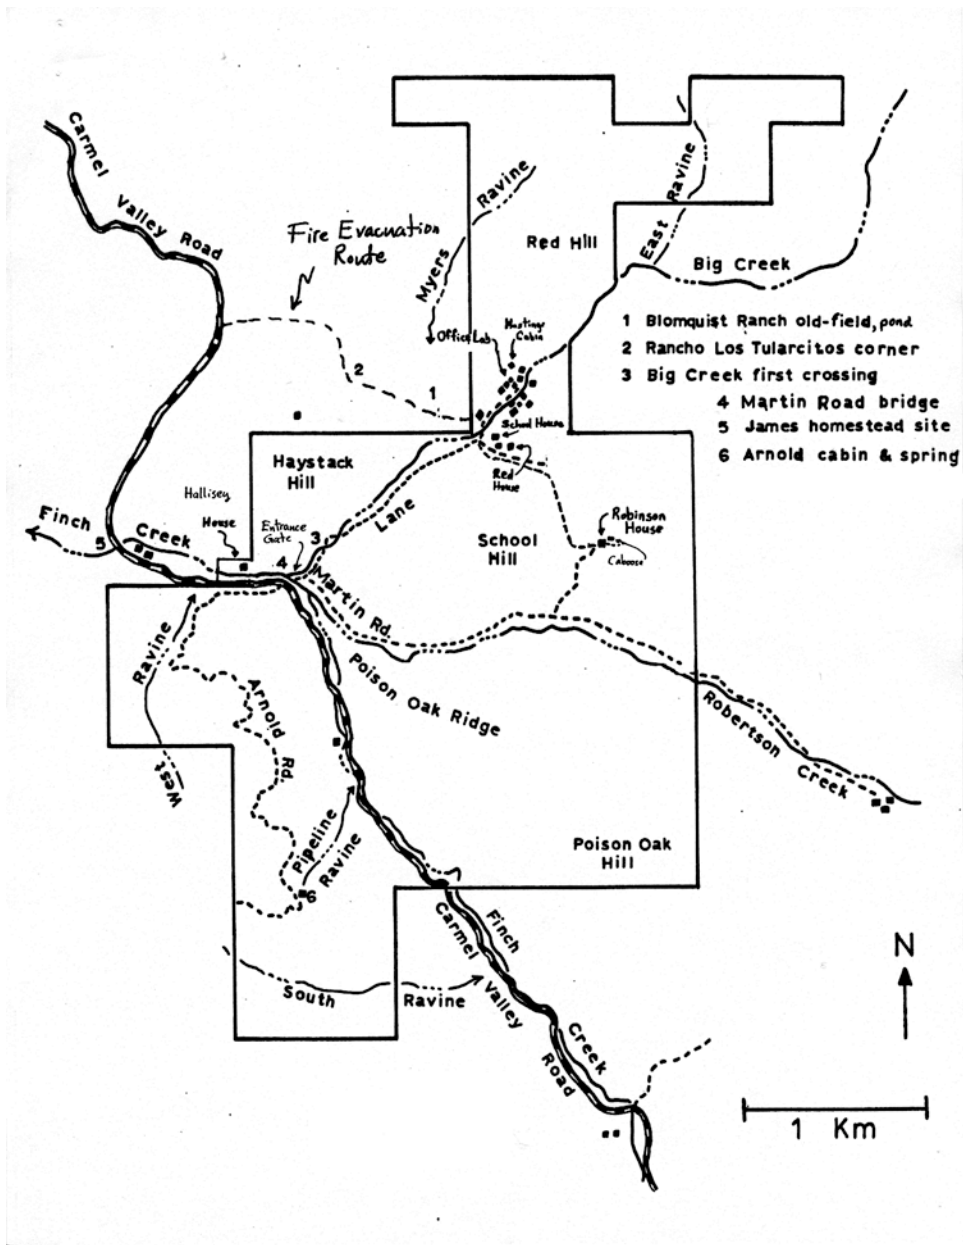 Carmel
Valley Road
Fire Evacuation
Route
Myers
Ravine
Red Hill
East
Ravine
Big Creek
Office Lab
Hastings
Cabin
1 Blomquist Ranch old-field, pond
2 Rancho Los Tularcitos corner
3 Big Creek first crossing
4 Martin Road bridge
5 James homestead site
6 Arnold cabin & spring
2
1
School House
Red
House
Haystack
Hill
Lane
Hallisey
House
Entrance
Gate
3
Finch
Creek
5
4
School
Hill
Robinson
House
Caboose
Martin Rd.
Poison Oak Ridge
West
Ravine
Arnold
Rd.
Pipeline
Ravine
6
Robertson
Creek
Poison Oak
Hill
South
Ravine
Carmel
Valley
Road
Finch
Creek
N
1 Km